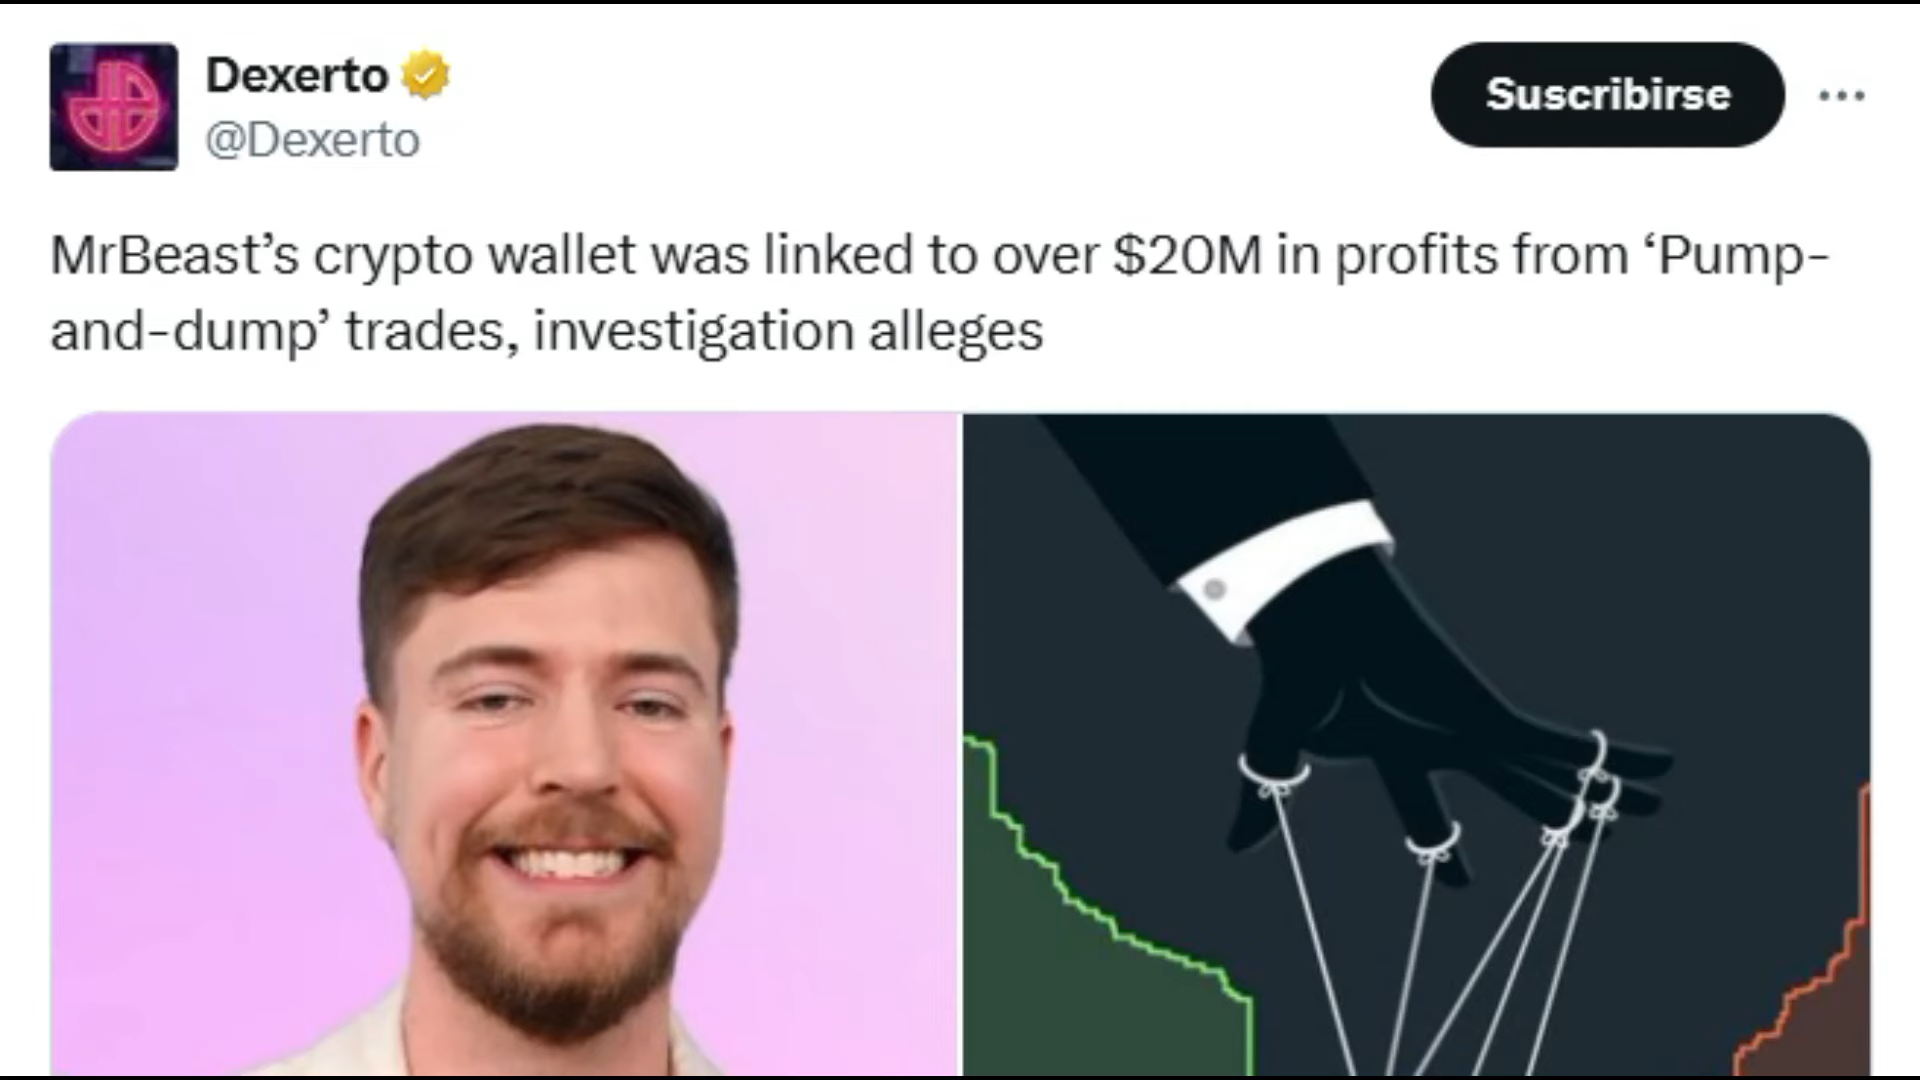 Dexerto
@Dexerto
Suscribirse
MrBeast’s crypto wallet was linked to over $20M in profits from ‘Pump-
and-dump’ trades, investigation alleges